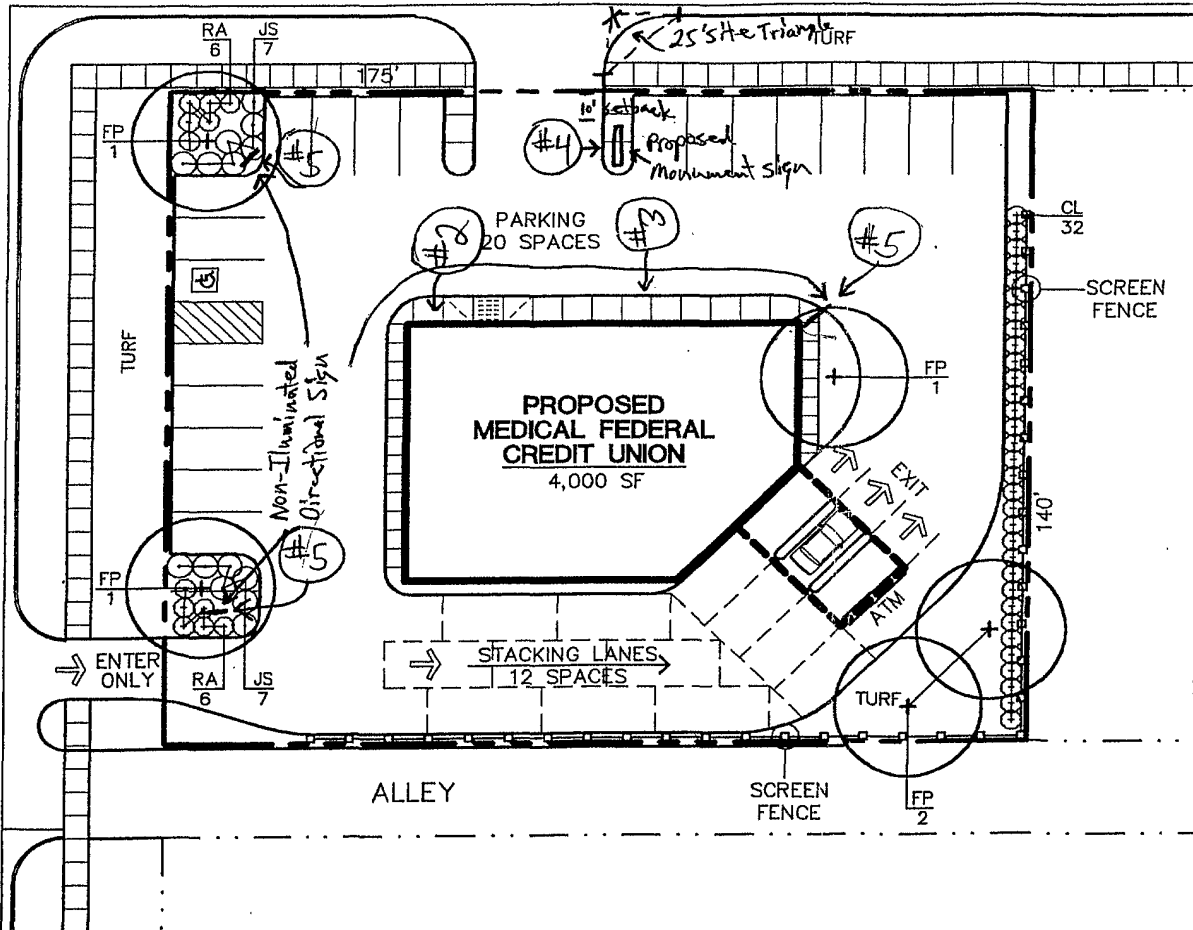 RA
6
JS
7
25' site Triangle
TURF
175'
10' setback
FP
1
#5
#4
Proposed
Monument sign
CL
32
PARKING
20 SPACES
#2
#3
#5
SCREEN
FENCE
TURF
Non-Iluminated
Directional Sign
PROPOSED
MEDICAL FEDERAL
CREDIT UNION
4,000 SF
FP
1
EXIT
140'
#5
FP
1
ATM
ENTER
ONLY
RA
6
JS
7
STACKING LANES
12 SPACES
TURF
ALLEY
SCREEN
FENCE
FP
2